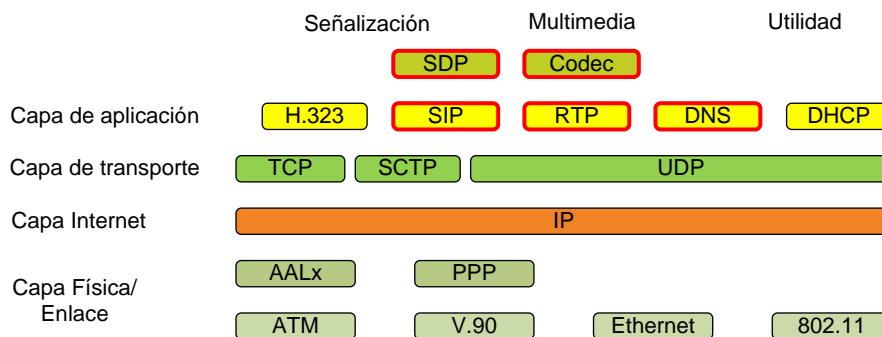 Señalización Multimedia Utilidad
SDP Codec
Capa de aplicación H.323 SIP RTP DNS DHCP
Capa de transporte TCP SCTP UDP
Capa Internet IP
AALx PPP
Capa Física/
Enlace
ATM V.90 Ethernet 802.11